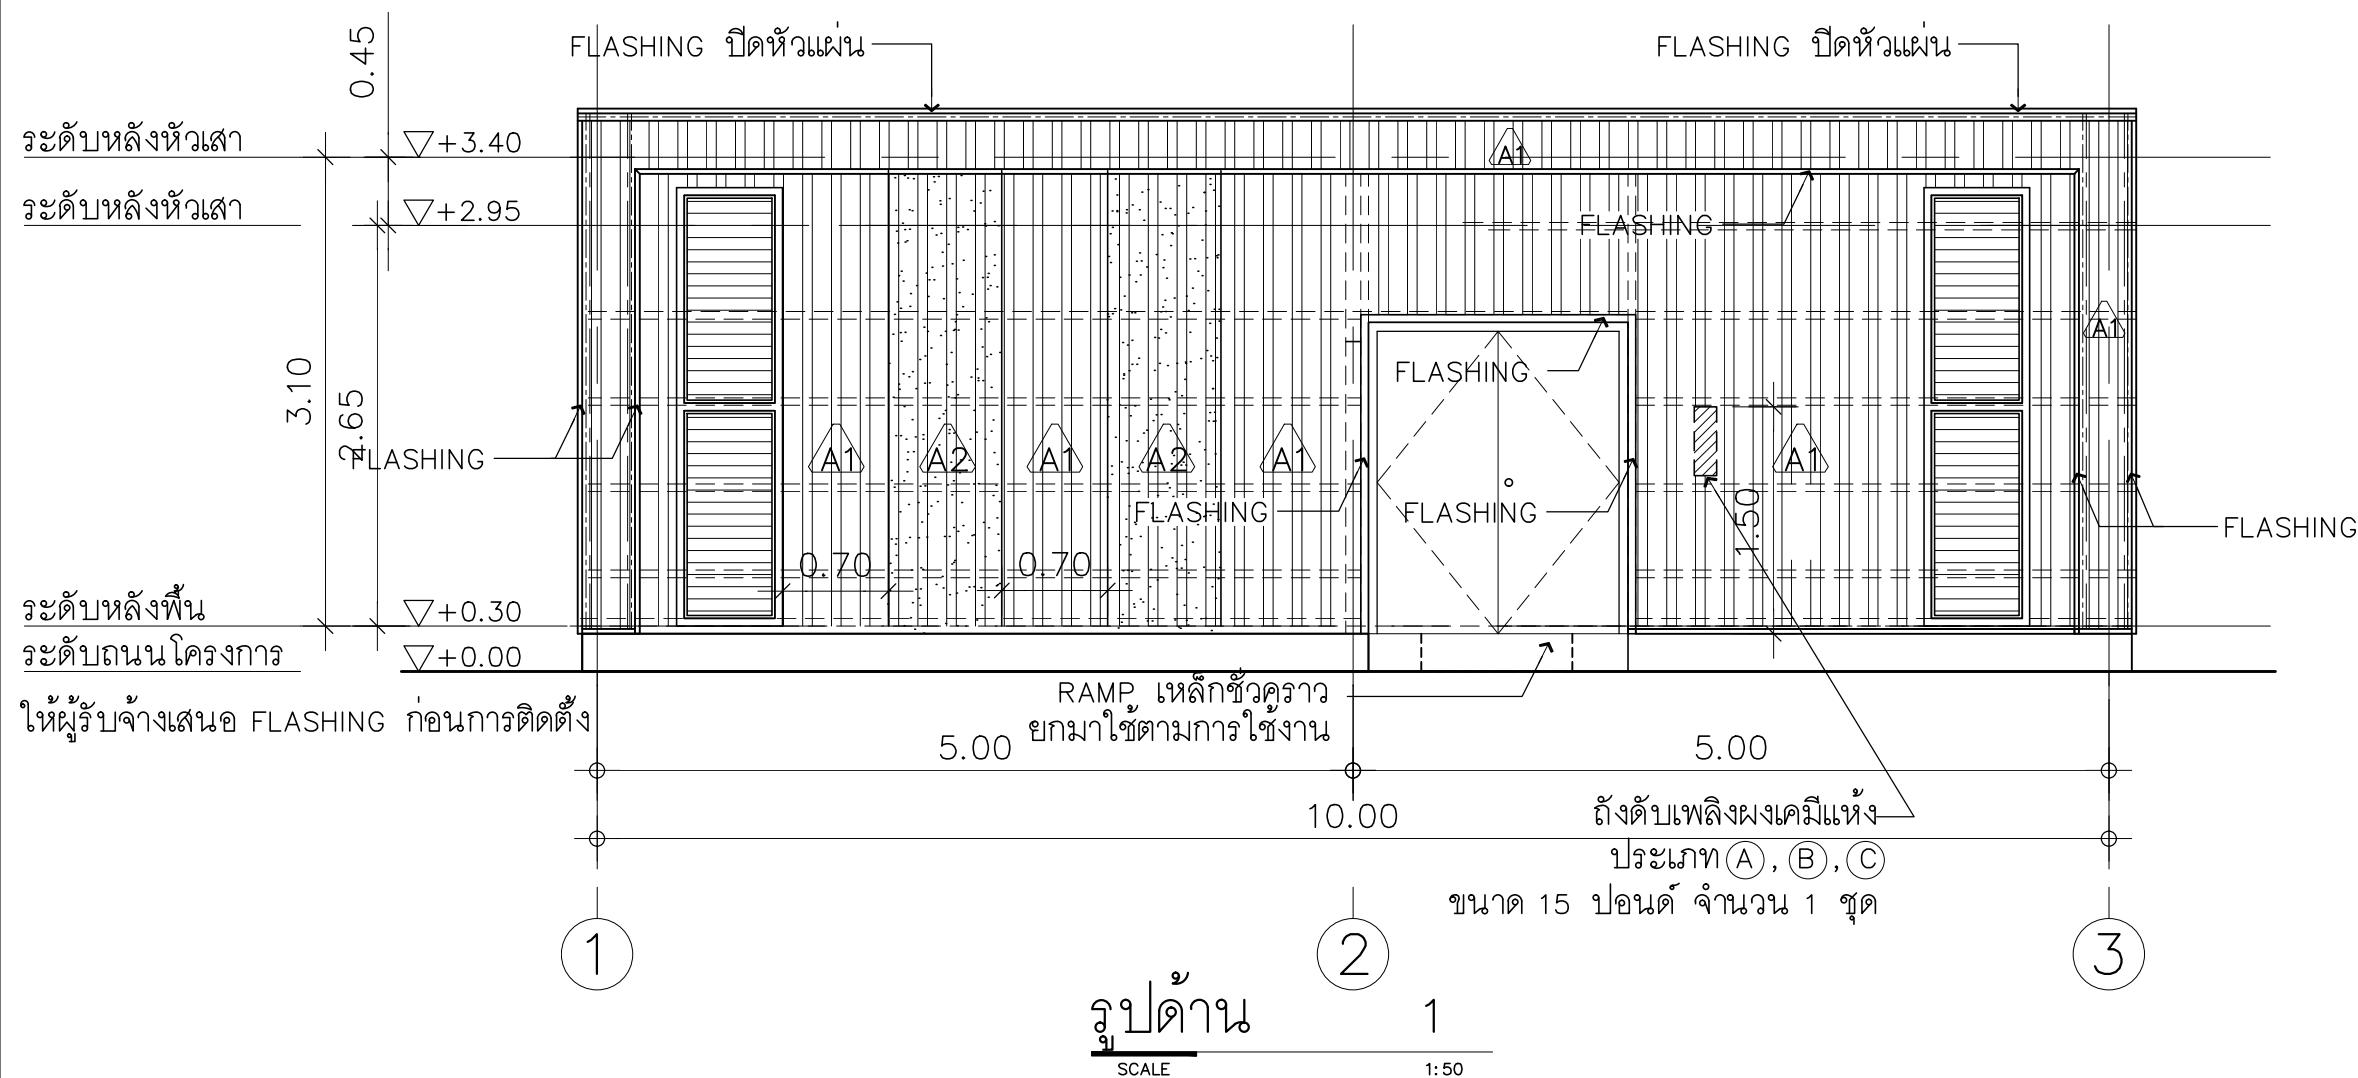 FLASHING ปิดหัวแผ่น
FLASHING ปิดหัวแผ่น
0.45
ระดับหลังหัวเสา
+3.40
A1
ระดับหลังหัวเสา
+2.95
FLASHING
A1
3.10
2.65
FLASHING
FLASHING
A1
A2
A1
A2
A1
A1
FLASHING
FLASHING
1.50
FLASHING
0.70
0.70
ระดับหลังพื้น
+0.30
ระดับถนนโครงการ
+0.00
RAMP เหล็กชั่วคราว
ยกมาใช้ตามการใช้งาน
ให้ผู้รับจ้างเสนอ FLASHING ก่อนการติดตั้ง
5.00
5.00
10.00
ถังดับเพลิงผงเคมีแห้ง
ประเภท A , B , C
ขนาด 15 ปอนด์ จำนวน 1 ชุด
1
2
3
รูปด้าน 1
SCALE 1:50